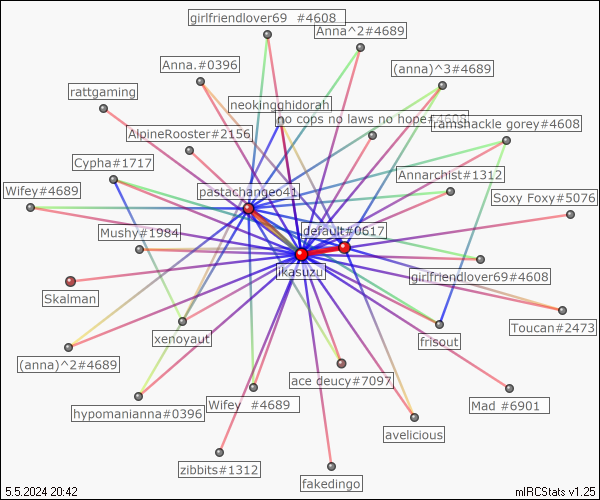 girlfriendlover69  #4608
Anna^2#4689
Anna.#0396
(anna)^3#4689
rattgaming
neokingghidorah
no cops no laws no hope#4608
ramshackle gorey#4608
AlpineRooster#2156
Cypha#1717
Annarchist#1312
Wifey#4689
pastachangeo41
Soxy Foxy#5076
Mushy#1984
default#0617
ikasuzu
girlfriendlover69#4608
Skalman
Toucan#2473
xenoyaut
frisout
(anna)^2#4689
ace deucy#7097
hypomanianna#0396
Wifey  #4689
Mad #6901
avelicious
zibbits#1312
fakedingo
5.5.2024 20:42
mIRCStats v1.25